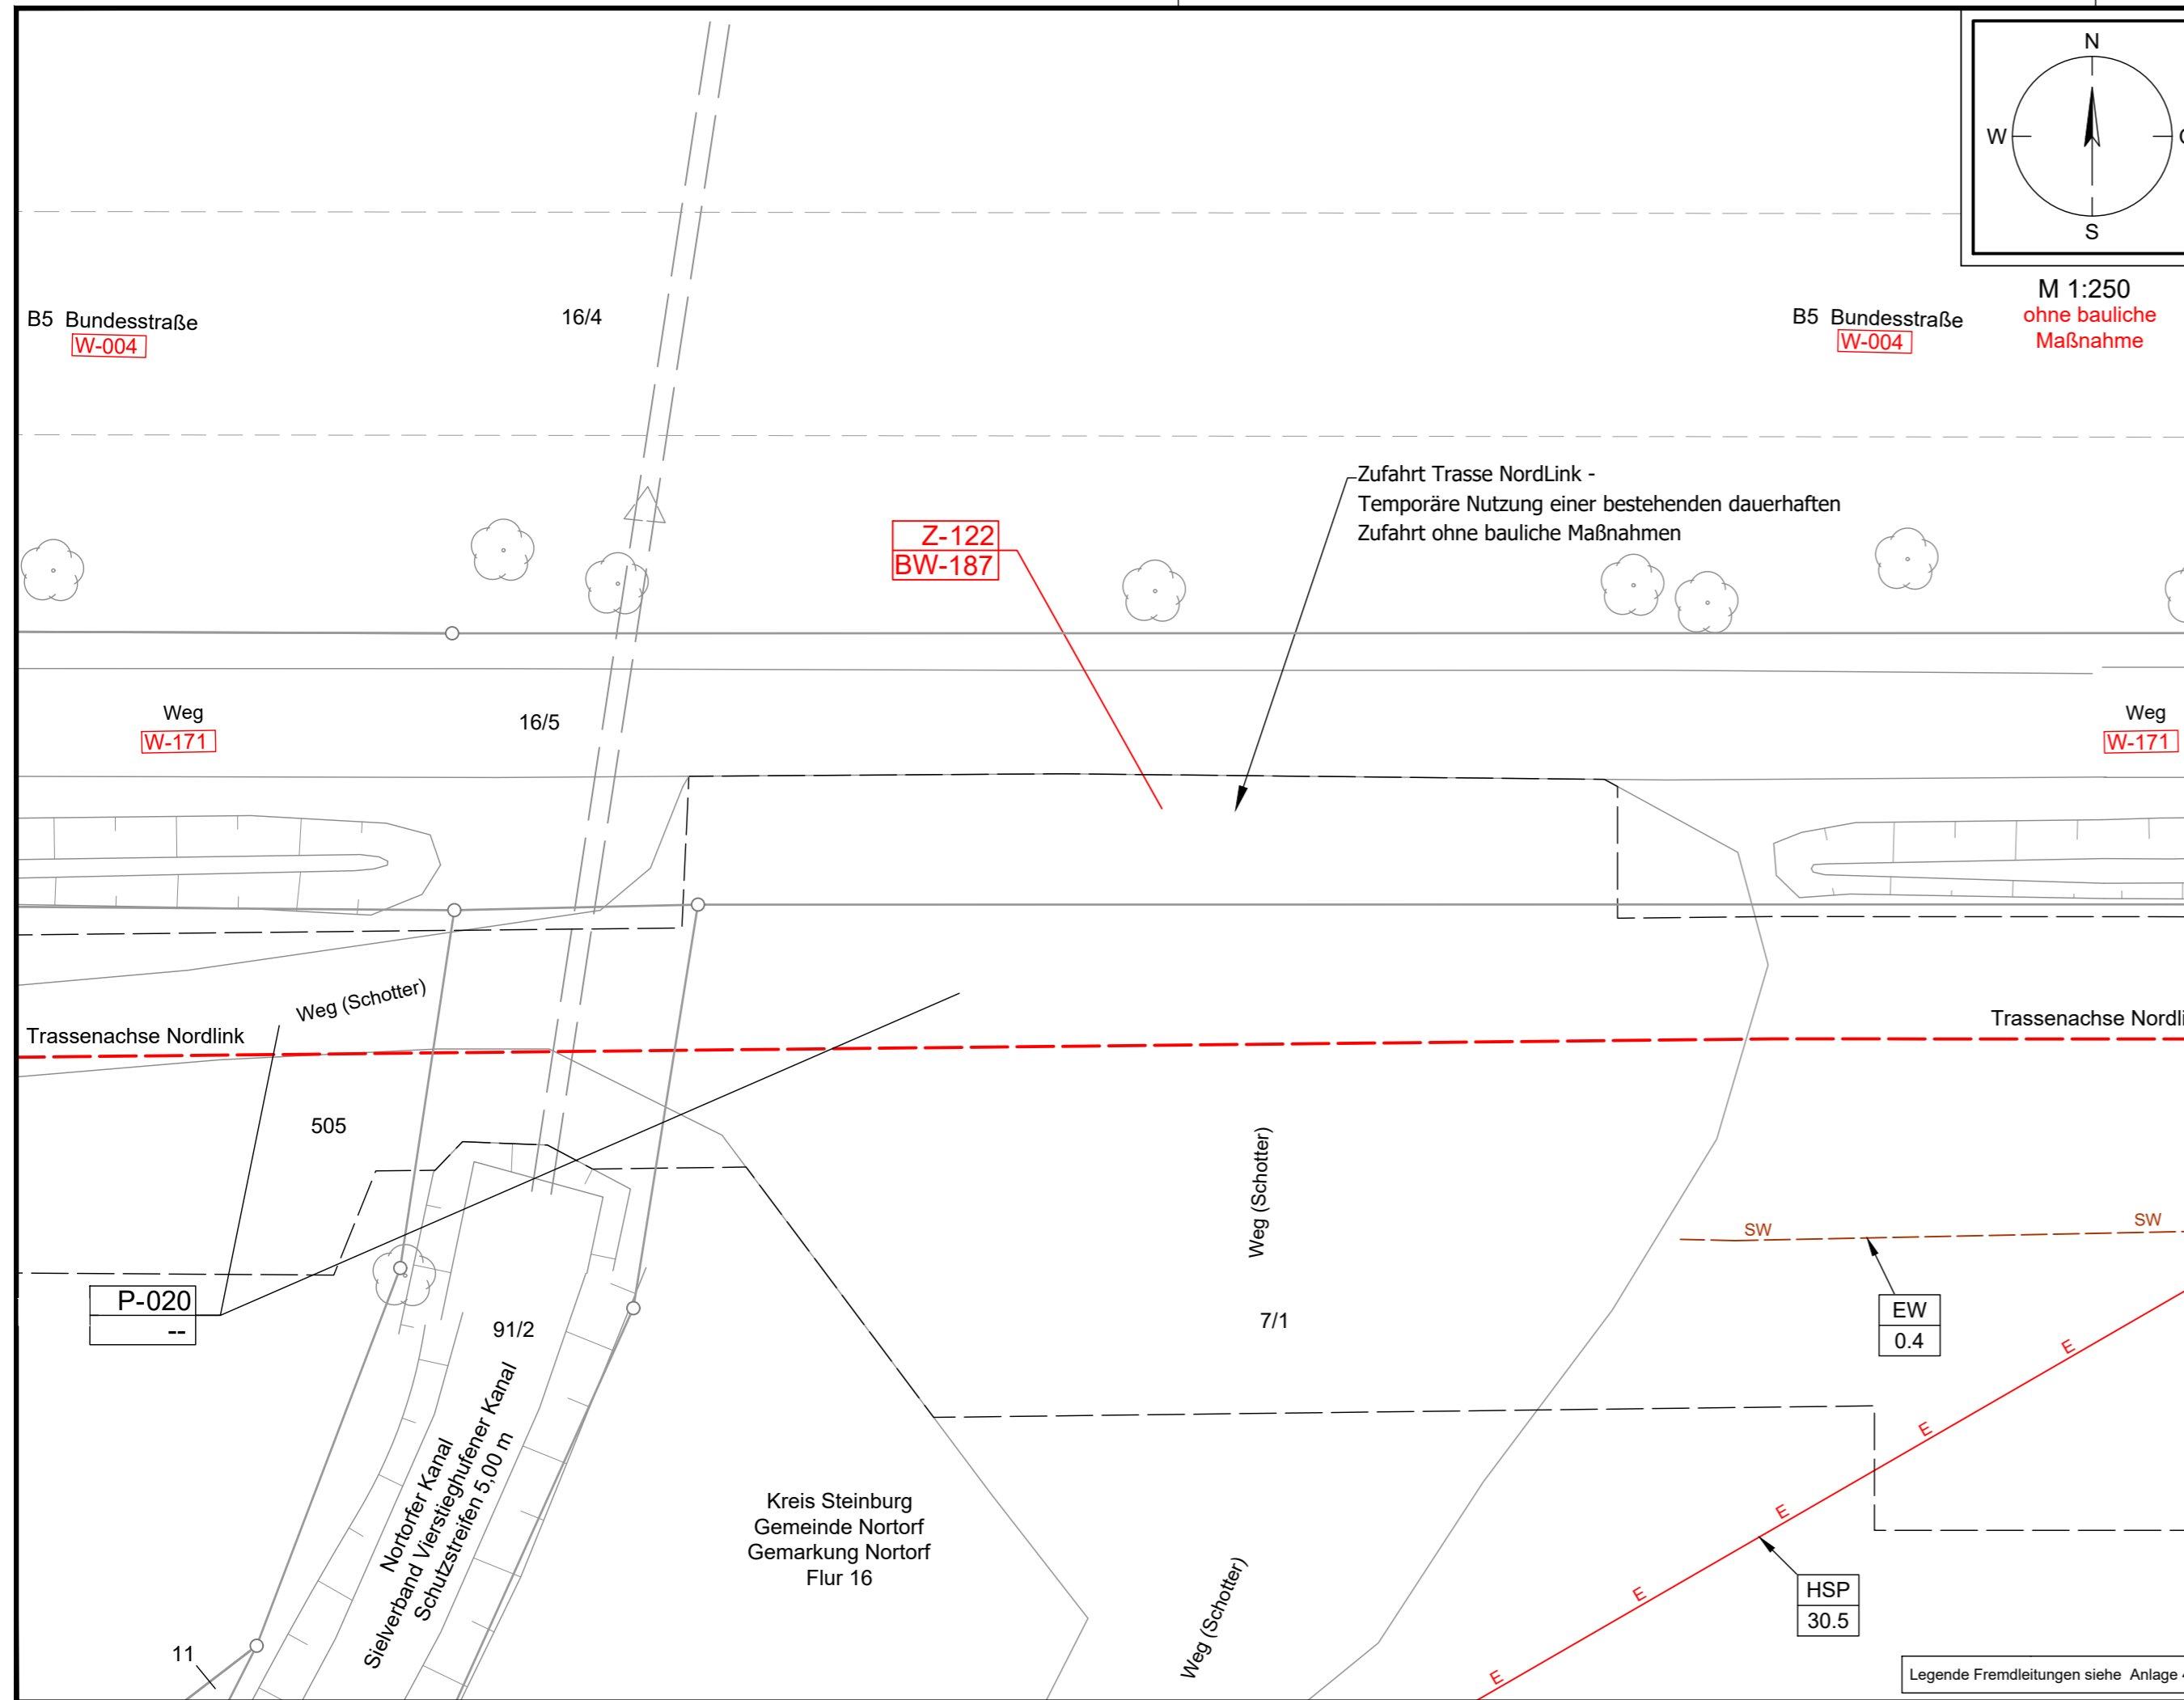 N
W
S
M 1:250
ohne bauliche
Maßnahme
B5 Bundesstraße
W-004
16/4
B5 Bundesstraße
W-004
Zufahrt Trasse NordLink -
Temporäre Nutzung einer bestehenden dauerhaften
Zufahrt ohne bauliche Maßnahmen
Z-122
BW-187
Weg
W-171
16/5
Weg
W-171
Weg (Schotter)
Trassenachse Nordlink
Trassenachse Nordli
505
Weg (Schotter)
SW
SW
P-020
--
EW
0.4
91/2
7/1
E
E
E
E
E
Nortorfer Kanal
Sielverband Vierstieghufener Kanal
Schutzstreifen 5,00 m
Kreis Steinburg
Gemeinde Nortorf
Gemarkung Nortorf
Flur 16
HSP
30.5
Weg (Schotter)
11
Legende Fremdleitungen siehe Anlage 4